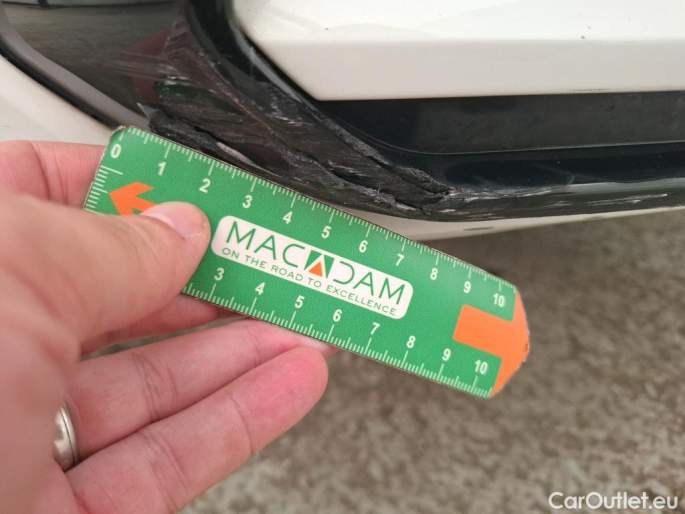 0 1 2 3 4 5 6 7 8 9 10
MACADAM
ON THE ROAD TO EXCELLENCE
3 4 5 6 7 8 9 10
CarOutlet.eu